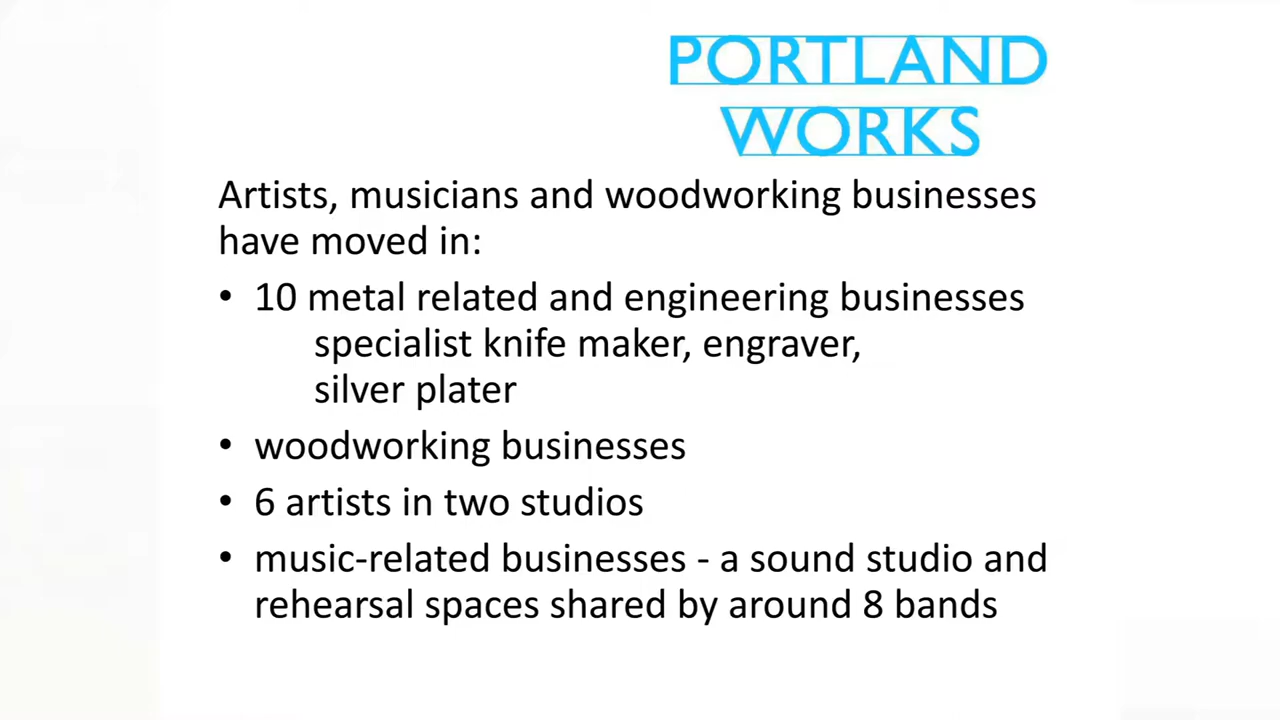 PORTLAND
WORKS
Artists, musicians and woodworking businesses
have moved in:
• 10 metal related and engineering businesses
specialist knife maker, engraver,
silver plater
• woodworking businesses
• 6 artists in two studios
• music-related businesses - a sound studio and
rehearsal spaces shared by around 8 bands